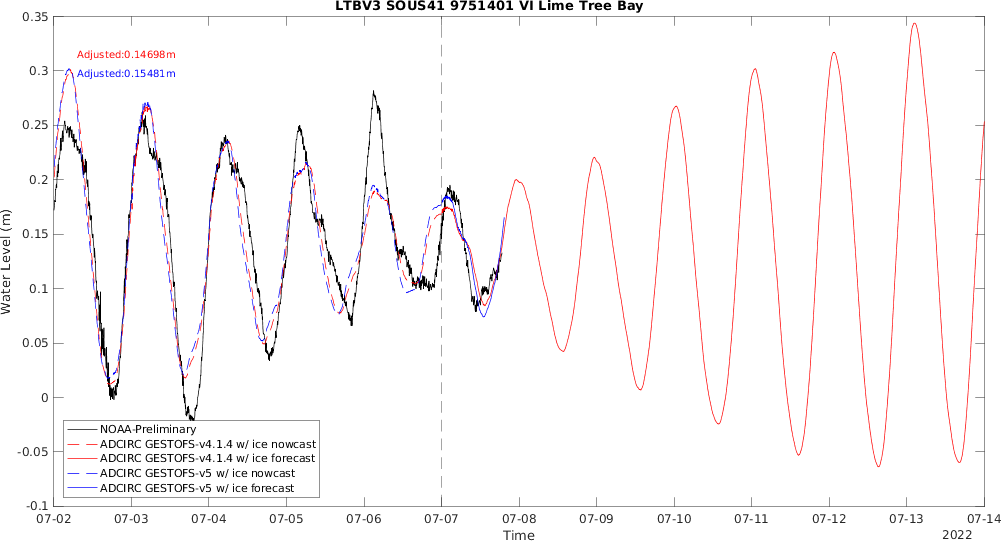 LTBV3 SOUS41 9751401 VI Lime Tree Bay
Adjusted:0.14698m
Adjusted:0.15481m
0.35
0.3
0.25
0.2
0.15
0.1
0.05
0
-0.05
-0.1
Water Level (m)
NOAA-Preliminary
ADCIRC GESTOFS-v4.1.4 w/ ice nowcast
ADCIRC GESTOFS-v4.1.4 w/ ice forecast
ADCIRC GESTOFS-v5 w/ ice nowcast
ADCIRC GESTOFS-v5 w/ ice forecast
07-02 07-03 07-04 07-05 07-06 07-07 07-08 07-09 07-10 07-11 07-12 07-13 07-14
Time
2022